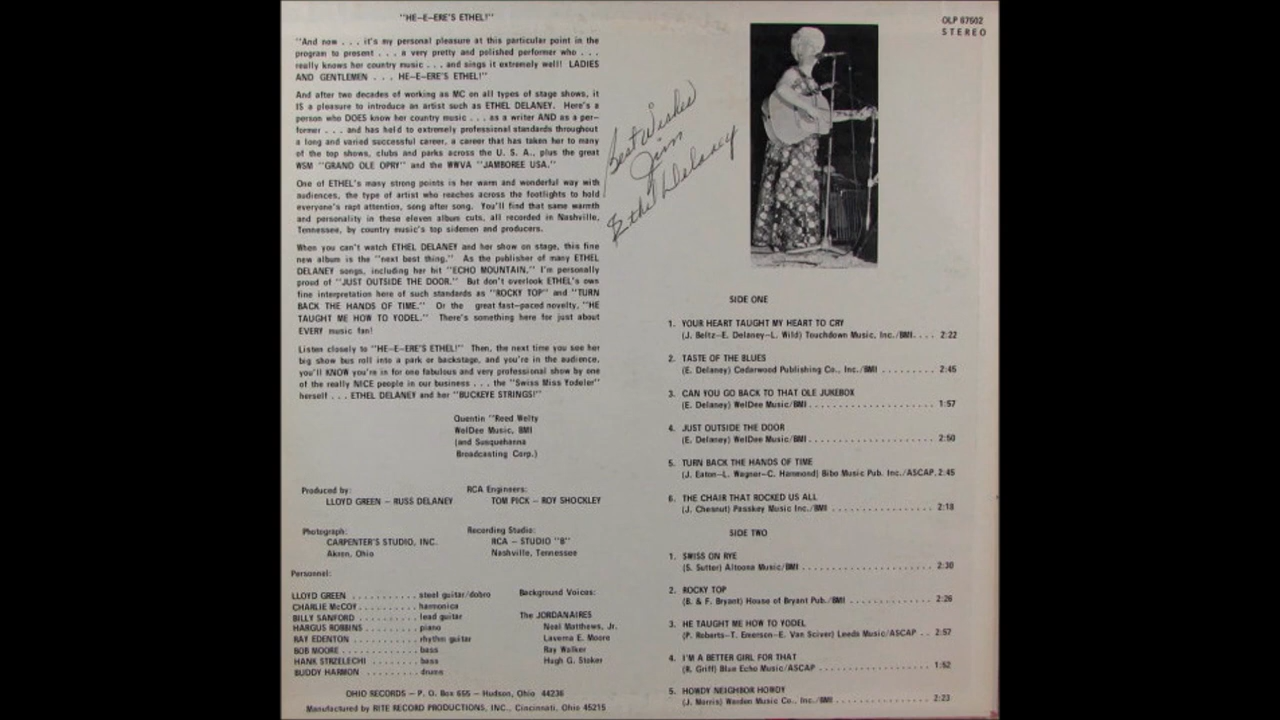 "HE-E-ERE'S ETHEL!"
"And now . . . it's my personal pleasure at this particular point in the
program to present . . . a very pretty and polished performer who . . .
really knows her country music . . . and sings it extremely well! LADIES
AND GENTLEMEN . . . HE-E-ERE'S ETHEL!"
And after two decades of working as MC on all types of stage shows, it
IS a pleasure to introduce an artist such as ETHEL DELANEY. Here's a
person who DOES know her country music . . . as a writer AND as a per-
former . . . and has held to extremely professional standards throughout
a long and varied successful career, a career that has taken her to many
of the top shows, clubs and parks across the U. S. A., plus the great
WSM "GRAND OLE OPRY" and the WWVA "JAMBOREE USA."
One of ETHEL's many strong points is her warm and wonderful way with
audiences, the type of artist who reaches across the footlights to hold
everyone's rapt attention, song after song. You'll find that same warmth
and personality in these eleven album cuts, all recorded in Nashville,
Tennessee, by country music's top sidemen and producers.
When you can't watch ETHEL DELANEY and her show on stage, this fine
new album is the "next best thing." As the publisher of many ETHEL
DELANEY songs, including her hit "ECHO MOUNTAIN," I'm personally
proud of "JUST OUTSIDE THE DOOR." But don't overlook ETHEL's own
fine interpretation here of such standards as "ROCKY TOP" and "TURN
BACK THE HANDS OF TIME." Or the great fast-paced novelty, "HE
TAUGHT ME HOW TO YODEL." There's something here for just about
EVERY music fan!
Listen closely to "HE-E-ERE'S ETHEL!" Then, the next time you see her
big show bus roll into a park or backstage, and you're in the audience,
you'll KNOW you're in for one fabulous and very professional show by one
of the really NICE people in our business . . . the "Swiss Miss Yodeler"
herself . . . ETHEL DELANEY and her "BUCKEYE STRINGS!"
Quentin "Reed Welty
WelDee Music, BMI
(and Susquehanna
Broadcasting Corp.)
Produced by:
LLOYD GREEN - RUSS DELANEY
RCA Engineers:
TOM PICK - ROY SHOCKLEY
Photograph:
CARPENTER'S STUDIO, INC.
Akron, Ohio
Recording Studio:
RCA - STUDIO "B"
Nashville, Tennessee
Personnel:
LLOYD GREEN . . . . . . . . . . steel guitar/dobro
CHARLIE McCOY . . . . . . . . . harmonica
BILLY SANFORD . . . . . . . . . lead guitar
HARGUS ROBBINS . . . . . . . . piano
RAY EDENTON . . . . . . . . . . rhythm guitar
BOB MOORE . . . . . . . . . . . bass
HANK STRZELECHI . . . . . . . bass
BUDDY HARMON . . . . . . . . . drums
Background Voices:
The JORDANAIRES
Neal Matthews, Jr.
Laverna E. Moore
Ray Walker
Hugh G. Stoker
OHIO RECORDS - P. O. Box 655 - Hudson, Ohio 44236
Manufactured by RITE RECORD PRODUCTIONS, INC., Cincinnati, Ohio 45215
Best Wishes
Jim
Ethel Delaney
OLP 67602
STEREO
SIDE ONE
1. YOUR HEART TAUGHT MY HEART TO CRY
(J. Beltz-E. Delaney-L. Wild) Touchdown Music, Inc./BMI. . . . 2:22
2. TASTE OF THE BLUES
(E. Delaney) Cedarwood Publishing Co., Inc./BMI . . . . . . . . . 2:46
3. CAN YOU GO BACK TO THAT OLE JUKEBOX
(E. Delaney) WelDee Music/BMI . . . . . . . . . . . . . . . . . . . . 1:57
4. JUST OUTSIDE THE DOOR
(E. Delaney) WelDee Music/BMI . . . . . . . . . . . . . . . . . . . . 2:50
5. TURN BACK THE HANDS OF TIME
(J. Eaton-L. Wagner-C. Hammond) Bibo Music Pub. Inc./ASCAP. 2:45
6. THE CHAIR THAT ROCKED US ALL
(J. Chesnut) Passkey Music Inc./BMI . . . . . . . . . . . . . . . . . 2:18
SIDE TWO
1. SWISS ON RYE
(S. Sutter) Altoona Music/BMI . . . . . . . . . . . . . . . . . . . . . 2:30
2. ROCKY TOP
(B. & F. Bryant) House of Bryant Pub./BMI . . . . . . . . . . . . . 2:26
3. HE TAUGHT ME HOW TO YODEL
(P. Roberts-T. Emerson-E. Van Sciver) Leeds Music/ASCAP . . 2:57
4. I'M A BETTER GIRL FOR THAT
(R. Griff) Blue Echo Music/ASCAP . . . . . . . . . . . . . . . . . . . 1:52
5. HOWDY NEIGHBOR HOWDY
(J. Morris) Warden Music Co., Inc./BMI . . . . . . . . . . . . . . . . 2:23